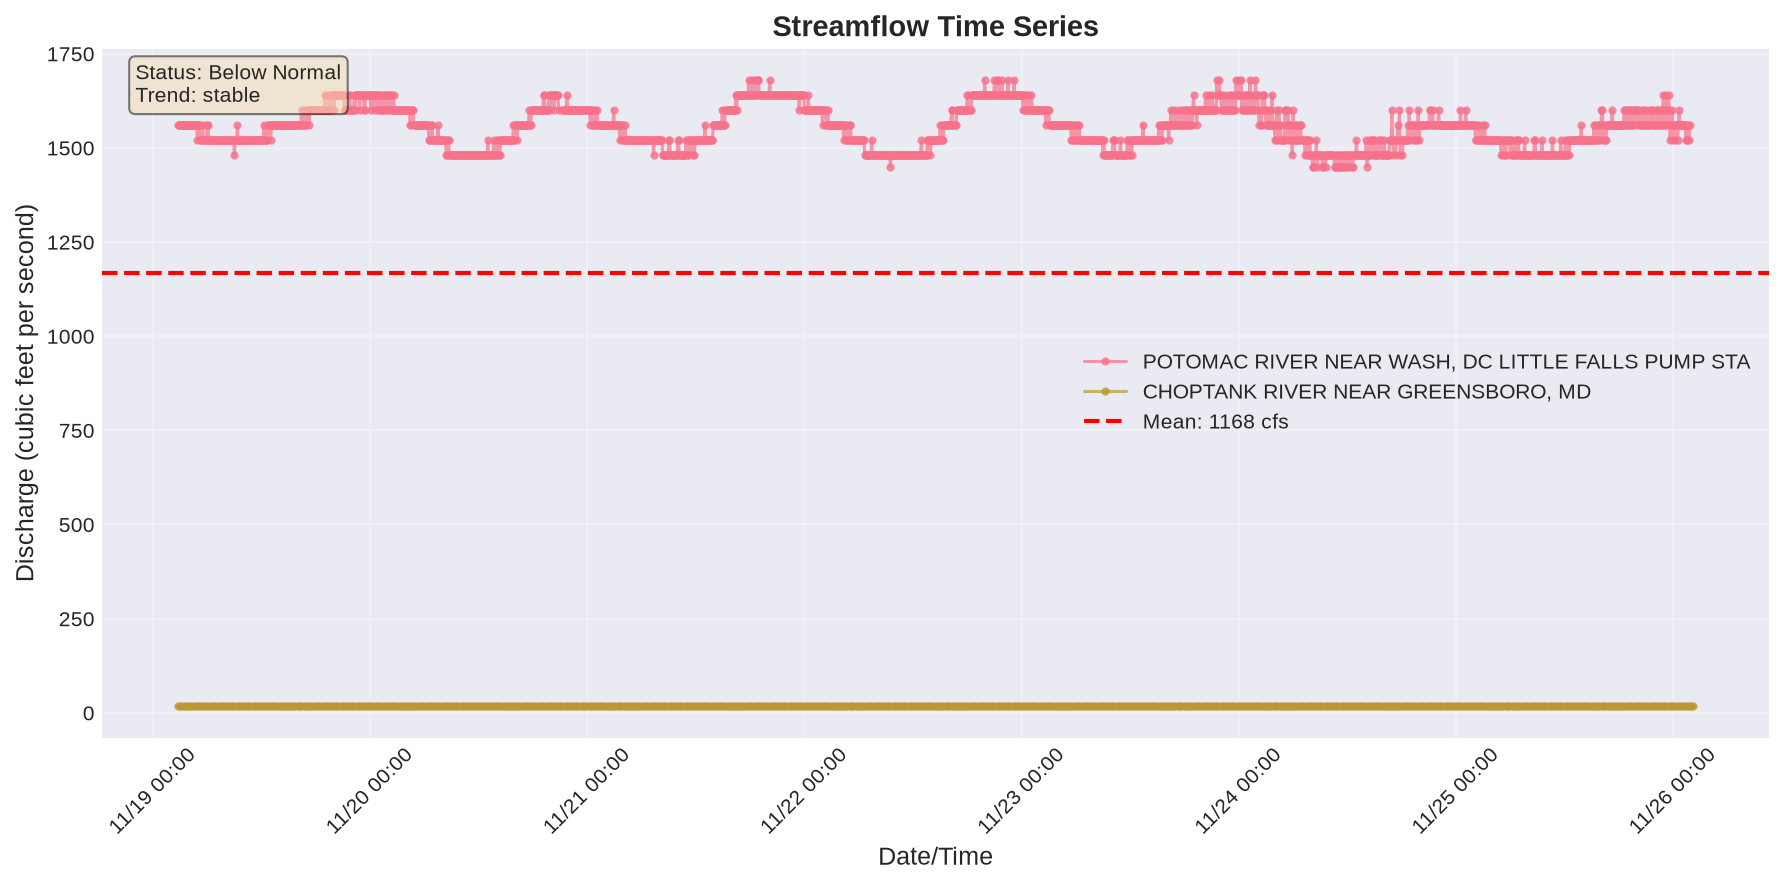 Streamflow Time Series
Status: Below Normal
Trend: stable
Discharge (cubic feet per second)
1750
1500
1250
1000
750
500
250
0
POTOMAC RIVER NEAR WASH, DC LITTLE FALLS PUMP STA
CHOPTANK RIVER NEAR GREENSBORO, MD
Mean: 1168 cfs
11/19 00:00
11/20 00:00
11/21 00:00
11/22 00:00
11/23 00:00
11/24 00:00
11/25 00:00
11/26 00:00
Date/Time